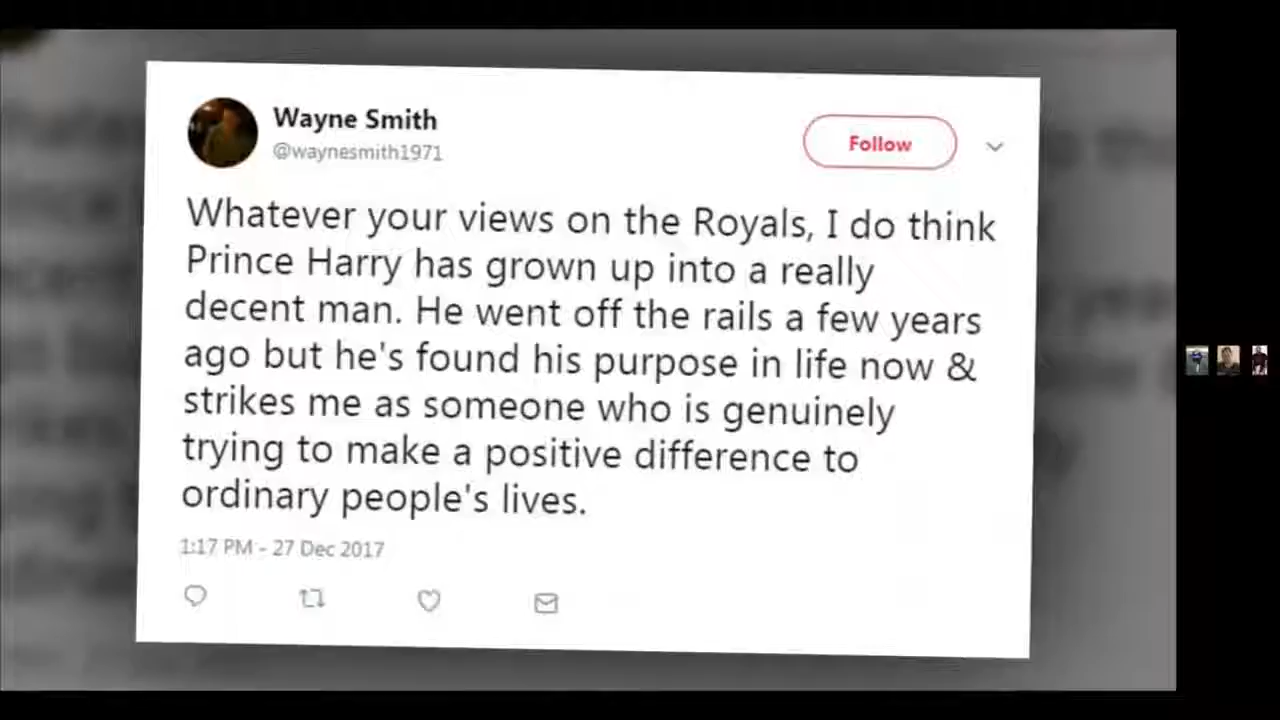 Wayne Smith
@waynesmith1971
Follow
Whatever your views on the Royals, I do think
Prince Harry has grown up into a really
decent man. He went off the rails a few years
ago but he's found his purpose in life now &
strikes me as someone who is genuinely
trying to make a positive difference to
ordinary people's lives.
1:17 PM - 27 Dec 2017